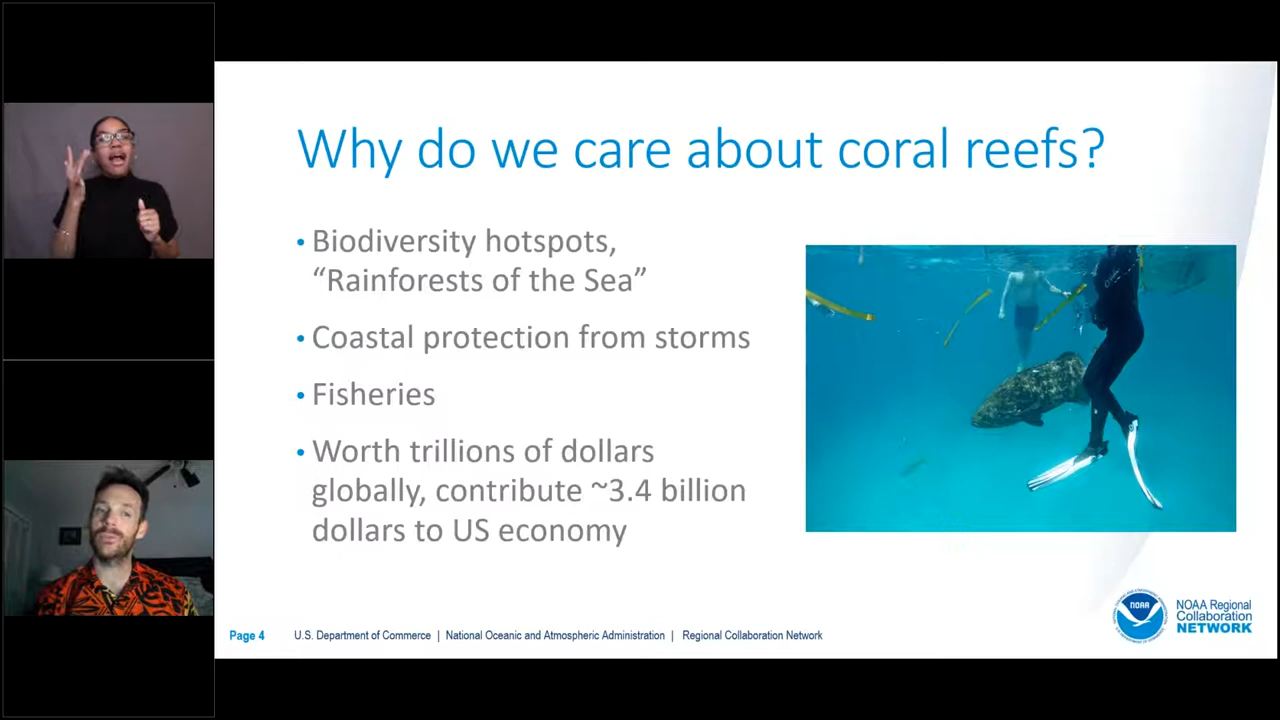 Why do we care about coral reefs?
• Biodiversity hotspots,
“Rainforests of the Sea”
• Coastal protection from storms
• Fisheries
• Worth trillions of dollars
globally, contribute ~3.4 billion
dollars to US economy
Page 4 U.S. Department of Commerce | National Oceanic and Atmospheric Administration | Regional Collaboration Network
NOAA
NOAA Regional
Collaboration
NETWORK